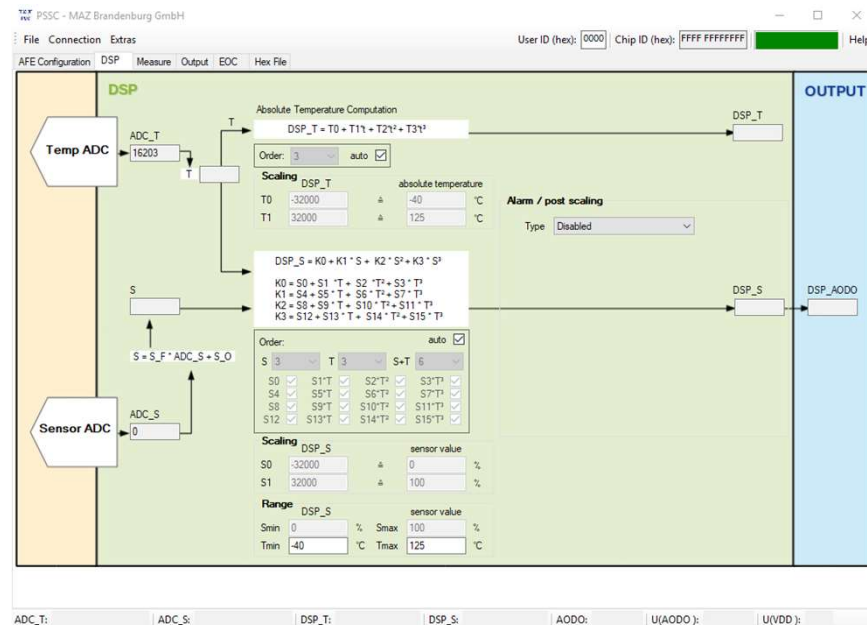 PSSC - MAZ Brandenburg GmbH
File Connection Extras User ID (hex): 0000 Chip ID (hex): FFFF FFFFFFFF Help
AFE Configuration DSP Measure Output EOC Hex File
DSP
OUTPUT
Absolute Temperature Computation
DSP_T = T0 + T1*t + T2*t² + T3*t³
DSP_T
Temp ADC
ADC_T
16203
T
T
Order: 3 auto
Scaling
DSP_T absolute temperature
T0 -32000 ≙ -40 °C
T1 32000 ≙ 125 °C
Alarm / post scaling
Type Disabled
DSP_S = K0 + K1 * S + K2 * S² + K3 * S³
K0 = S0 + S1 *T + S2 *T² + S3 * T³
K1 = S4 + S5 * T + S6 * T² + S7 * T³
K2 = S8 + S9 * T + S10 * T² + S11 * T³
K3 = S12 + S13 * T + S14 * T² + S15 * T³
S
DSP_S
DSP_AODO
S = S_F * ADC_S + S_O
Order: auto
S 3 T 3 S+T 6
S0 S1*T S2*T² S3*T³
S4 S5*T S6*T² S7*T³
S8 S9*T S10*T² S11*T³
S12 S13*T S14*T² S15*T³
Sensor ADC
ADC_S
0
Scaling
DSP_S sensor value
S0 -32000 ≙ 0 %
S1 32000 ≙ 100 %
Range
DSP_S sensor value
Smin 0 % Smax 100 %
Tmin -40 °C Tmax 125 °C
ADC_T: ADC_S: DSP_T: DSP_S: AODO: U(AODO ): U(VDD ):